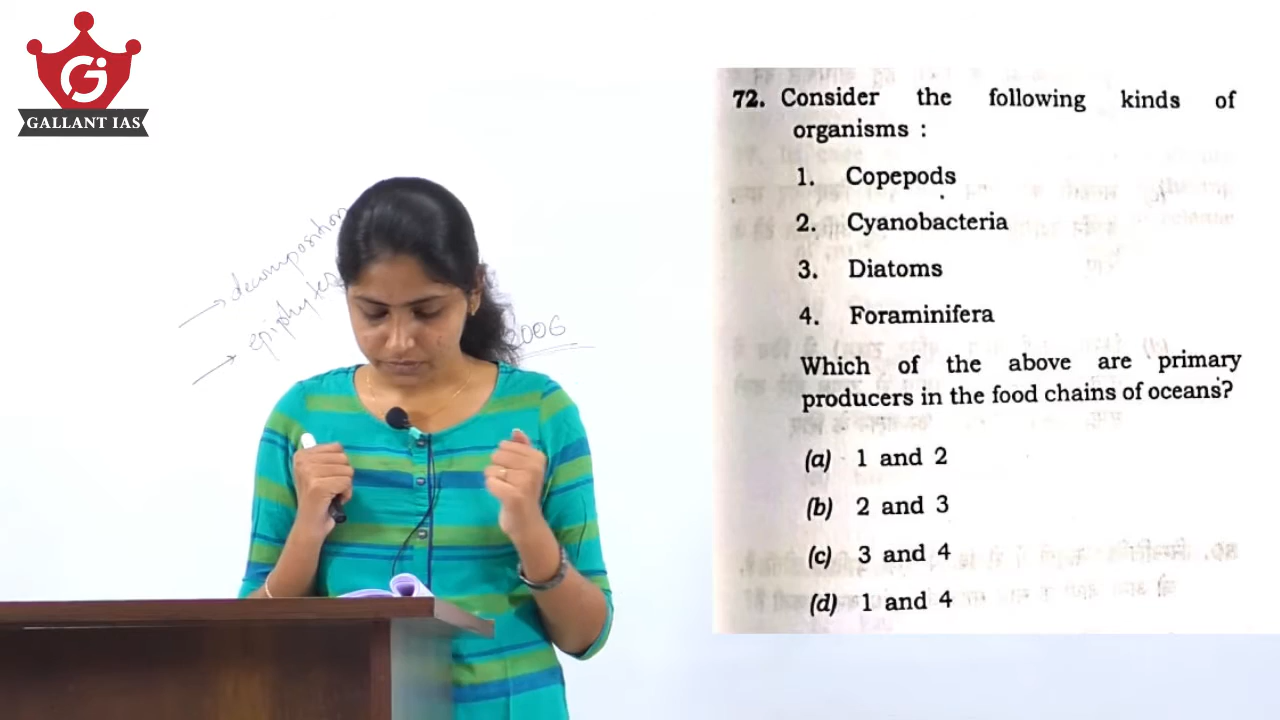 GALLANT IAS
decomposition
epiphytes
2006
72. Consider the following kinds of
organisms :
1. Copepods
2. Cyanobacteria
3. Diatoms
4. Foraminifera
Which of the above are primary
producers in the food chains of oceans?
(a) 1 and 2
(b) 2 and 3
(c) 3 and 4
(d) 1 and 4